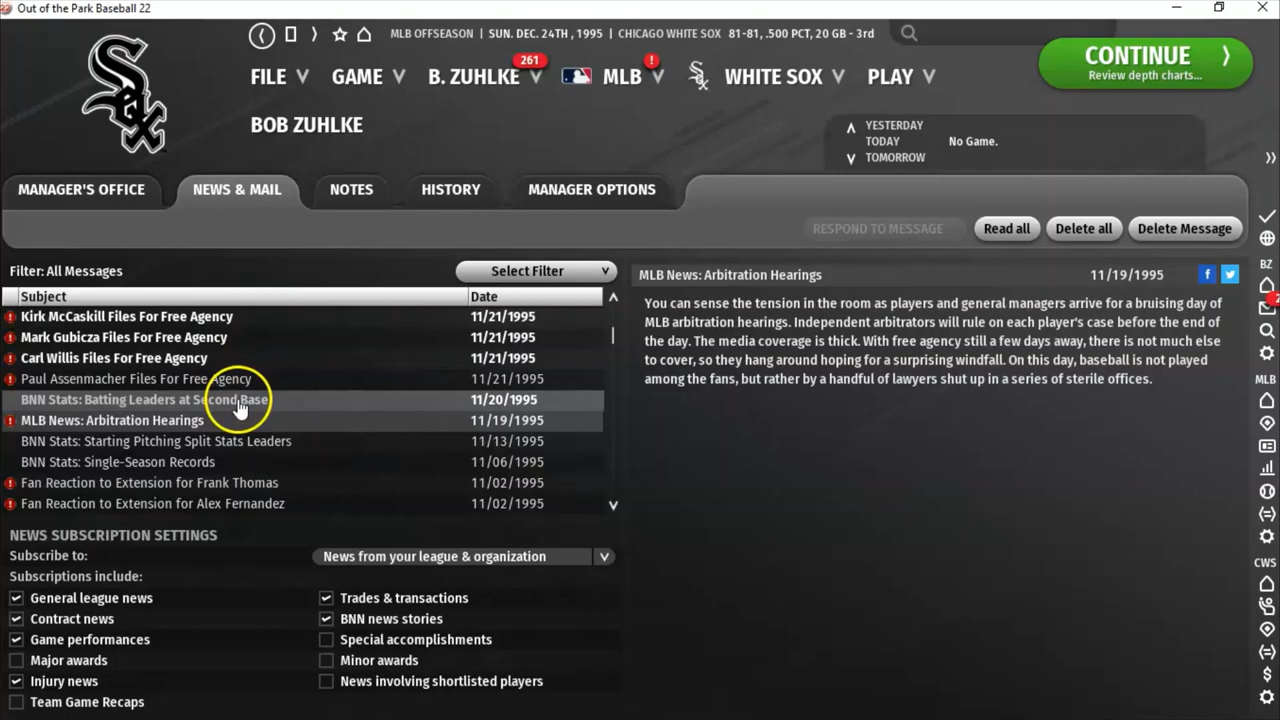 Out of the Park Baseball 22
MLB OFFSEASON | SUN. DEC. 24TH, 1995 | CHICAGO WHITE SOX 81-81, .500 PCT, 20 GB - 3rd
Sox
FILE GAME B. ZUHLKE 261 MLB ! WHITE SOX PLAY
CONTINUE
Review depth charts...
BOB ZUHLKE
YESTERDAY
TODAY No Game.
TOMORROW
MANAGER'S OFFICE NEWS & MAIL NOTES HISTORY MANAGER OPTIONS
RESPOND TO MESSAGE Read all Delete all Delete Message
Filter: All Messages Select Filter
Subject Date
Kirk McCaskill Files For Free Agency 11/21/1995
Mark Gubicza Files For Free Agency 11/21/1995
Carl Willis Files For Free Agency 11/21/1995
Paul Assenmacher Files For Free Agency 11/21/1995
BNN Stats: Batting Leaders at Second Base 11/20/1995
MLB News: Arbitration Hearings 11/19/1995
BNN Stats: Starting Pitching Split Stats Leaders 11/13/1995
BNN Stats: Single-Season Records 11/06/1995
Fan Reaction to Extension for Frank Thomas 11/02/1995
Fan Reaction to Extension for Alex Fernandez 11/02/1995
MLB News: Arbitration Hearings 11/19/1995
You can sense the tension in the room as players and general managers arrive for a bruising day of
MLB arbitration hearings. Independent arbitrators will rule on each player's case before the end of
the day. The media coverage is thick. With free agency still a few days away, there is not much else
to cover, so they hang around hoping for a surprising windfall. On this day, baseball is not played
among the fans, but rather by a handful of lawyers shut up in a series of sterile offices.
NEWS SUBSCRIPTION SETTINGS
Subscribe to: News from your league & organization
Subscriptions include:
General league news Trades & transactions
Contract news BNN news stories
Game performances Special accomplishments
Major awards Minor awards
Injury news News involving shortlisted players
Team Game Recaps
BZ
2
MLB
CWS